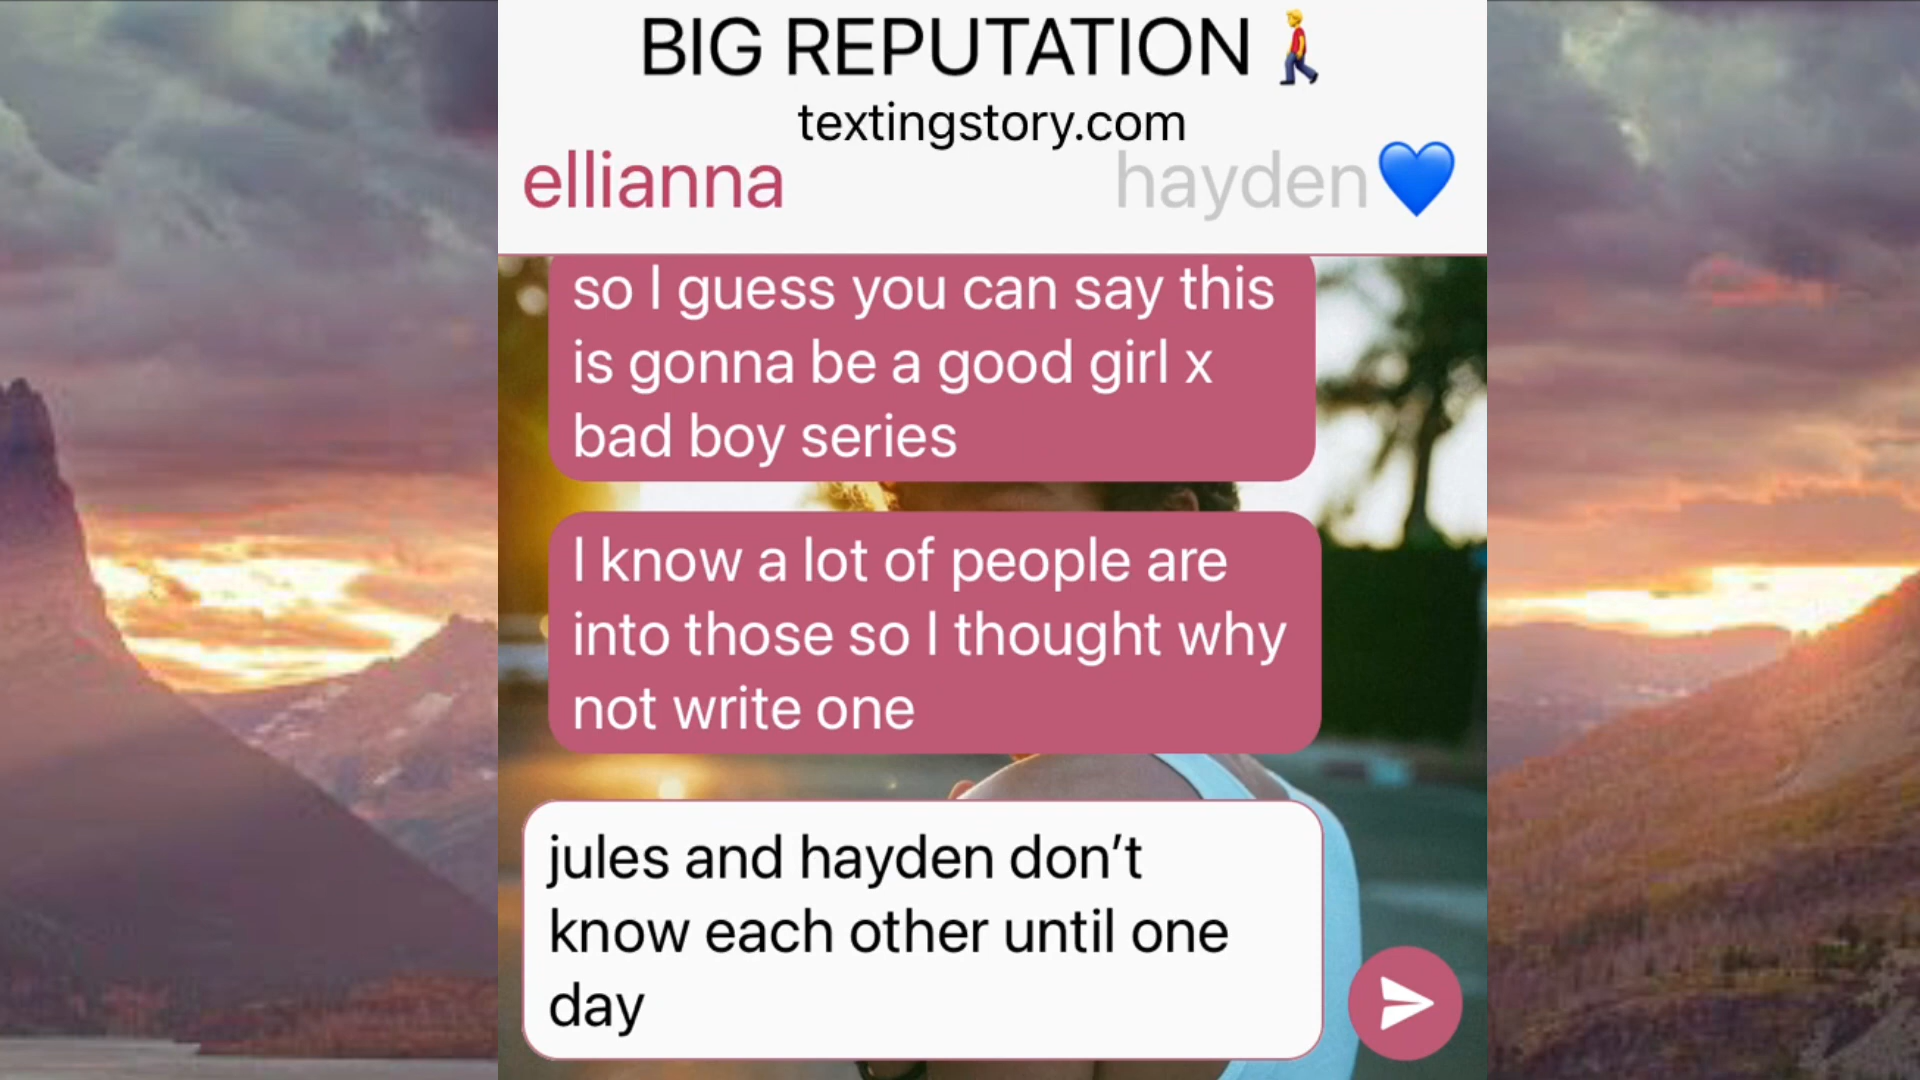 BIG REPUTATION🚶
textingstory.com
ellianna
hayden💙
so I guess you can say this
is gonna be a good girl x
bad boy series
I know a lot of people are
into those so I thought why
not write one
jules and hayden don’t
know each other until one
day